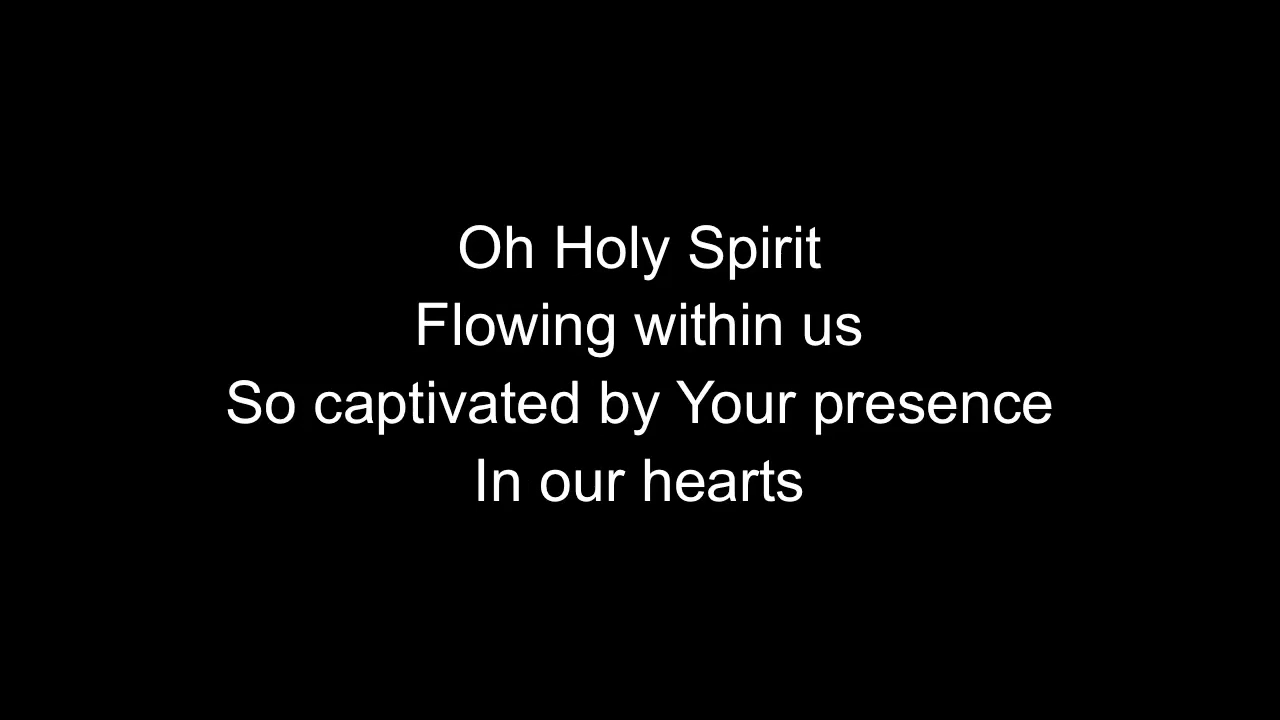 Oh Holy Spirit
Flowing within us
So captivated by Your presence
In our hearts